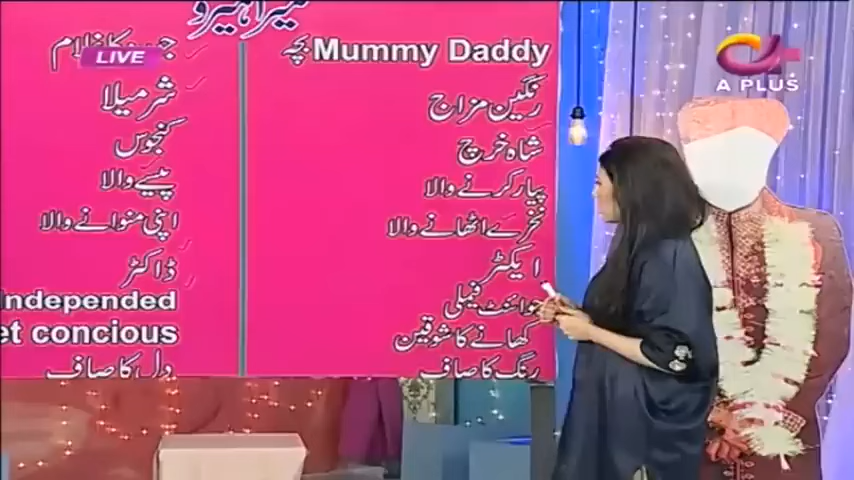 میرا ہیرو
Mummy Daddy بچہ
رنگین مزاج
شاہ خرچ
پیار کرنے والا
نخرے اٹھانے والا
ایکٹر
جوائنٹ فیملی
کھانے کا شوقین
رنگ کا صاف
غلام
شرمیلا
کنجوس
پیسے والا
اپنی منوانے والا
ڈاکٹر
Independed
concious
دل کا صاف
LIVE
A PLUS